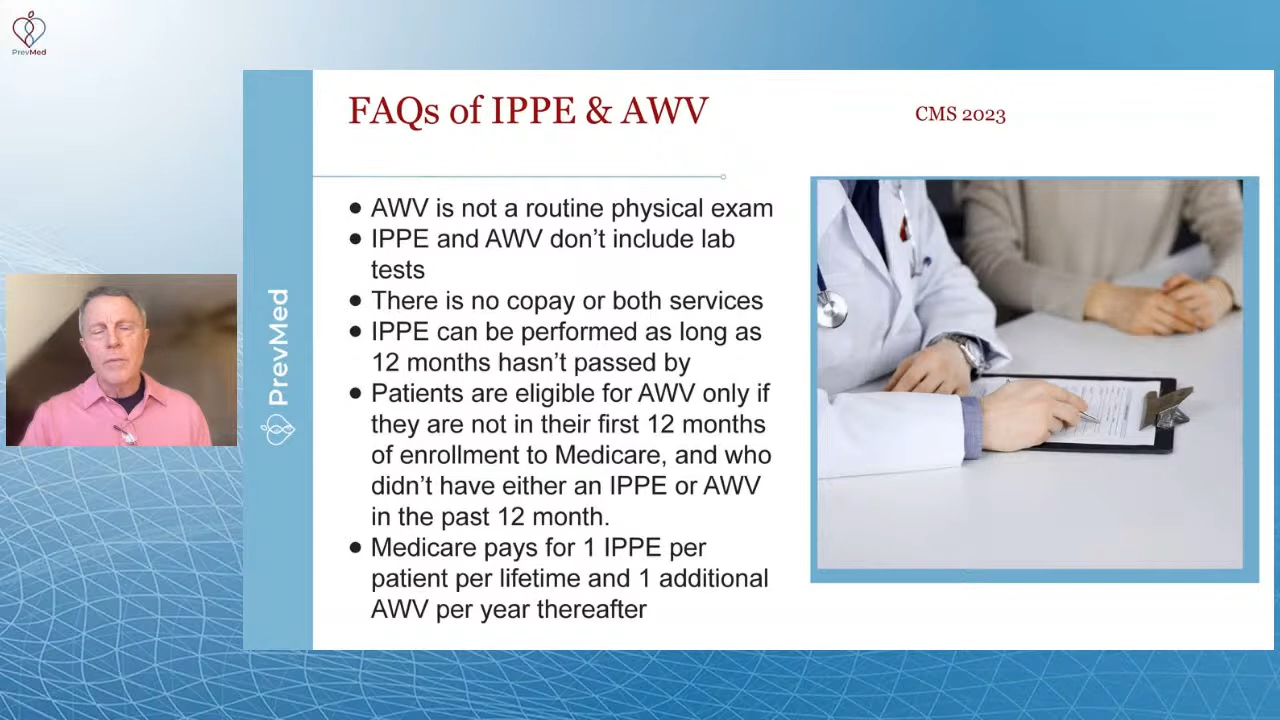 PrevMed
FAQs of IPPE & AWV
CMS 2023
● AWV is not a routine physical exam
● IPPE and AWV don’t include lab
tests
● There is no copay or both services
● IPPE can be performed as long as
12 months hasn’t passed by
● Patients are eligible for AWV only if
they are not in their first 12 months
of enrollment to Medicare, and who
didn’t have either an IPPE or AWV
in the past 12 month.
● Medicare pays for 1 IPPE per
patient per lifetime and 1 additional
AWV per year thereafter
PrevMed